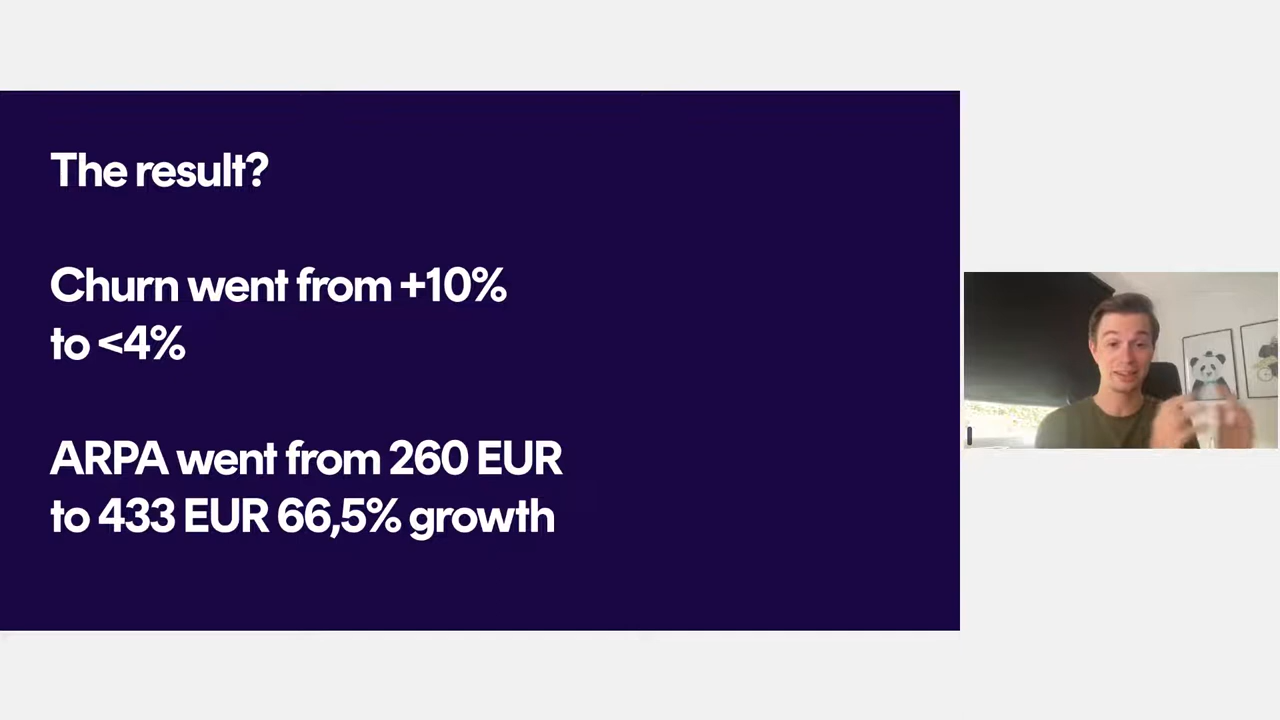 The result?
Churn went from +10%
to <4%
ARPA went from 260 EUR
to 433 EUR 66,5% growth